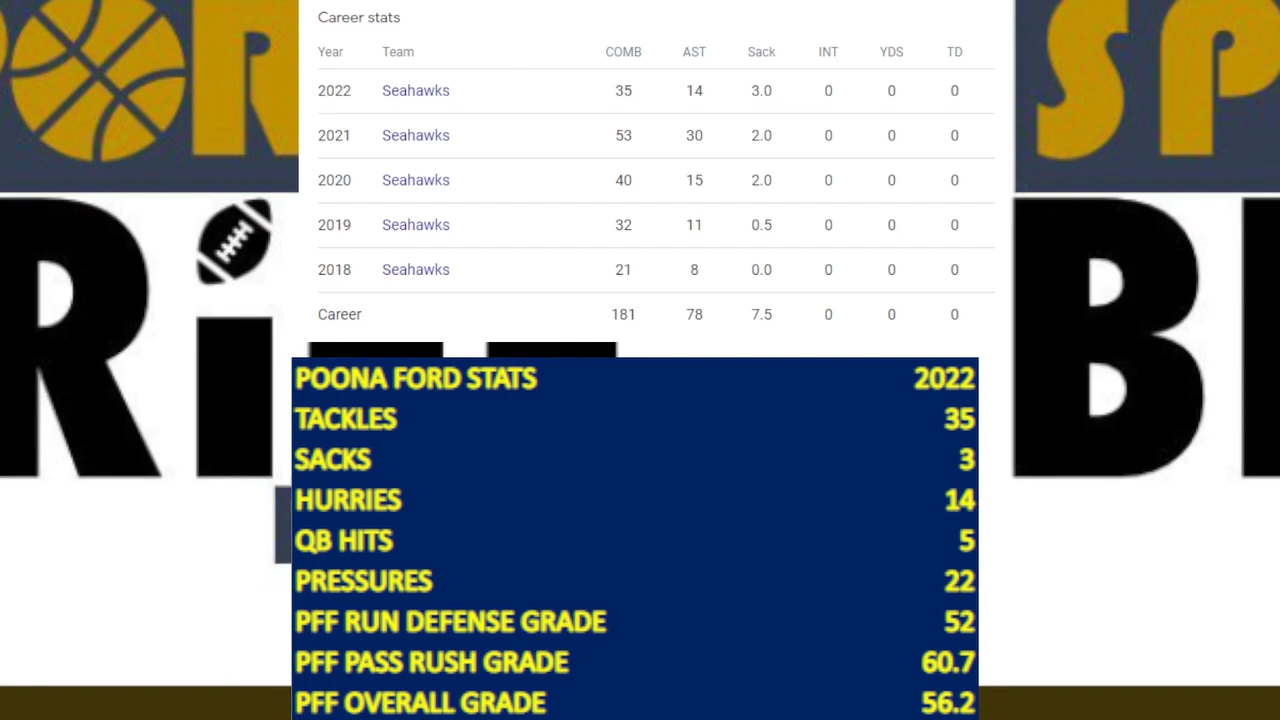 Career stats
Year Team COMB AST Sack INT YDS TD
2022 Seahawks 35 14 3.0 0 0 0
2021 Seahawks 53 30 2.0 0 0 0
2020 Seahawks 40 15 2.0 0 0 0
2019 Seahawks 32 11 0.5 0 0 0
2018 Seahawks 21 8 0.0 0 0 0
Career 181 78 7.5 0 0 0
POONA FORD STATS 2022
TACKLES 35
SACKS 3
HURRIES 14
QB HITS 5
PRESSURES 22
PFF RUN DEFENSE GRADE 52
PFF PASS RUSH GRADE 60.7
PFF OVERALL GRADE 56.2